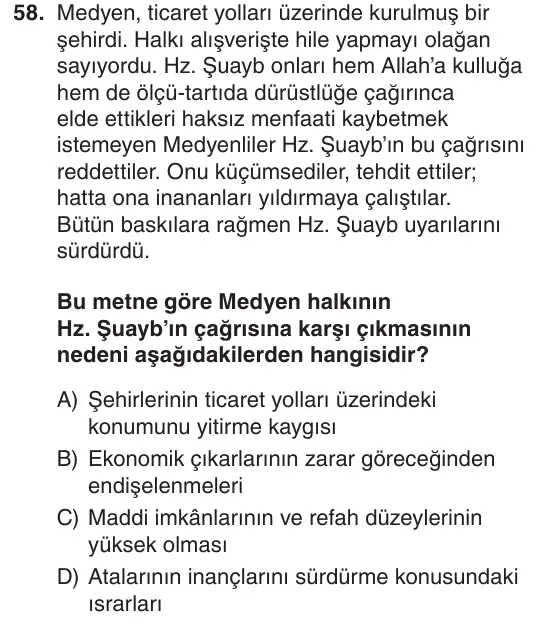 58. Medyen, ticaret yolları üzerinde kurulmuş bir
şehirdi. Halkı alışverişte hile yapmayı olağan
sayıyordu. Hz. Şuayb onları hem Allah'a kulluğa
hem de ölçü-tartıda dürüstlüğe çağırınca
elde ettikleri haksız menfaati kaybetmek
istemeyen Medyenliler Hz. Şuayb'ın bu çağrısını
reddettiler. Onu küçümsediler, tehdit ettiler;
hatta ona inananları yıldırmaya çalıştılar.
Bütün baskılara rağmen Hz. Şuayb uyarılarını
sürdürdü.
Bu metne göre Medyen halkının
Hz. Şuayb'ın çağrısına karşı çıkmasının
nedeni aşağıdakilerden hangisidir?
A) Şehirlerinin ticaret yolları üzerindeki
konumunu yitirme kaygısı
B) Ekonomik çıkarlarının zarar göreceğinden
endişelenmeleri
C) Maddi imkânlarının ve refah düzeylerinin
yüksek olması
D) Atalarının inançlarını sürdürme konusundaki
ısrarları